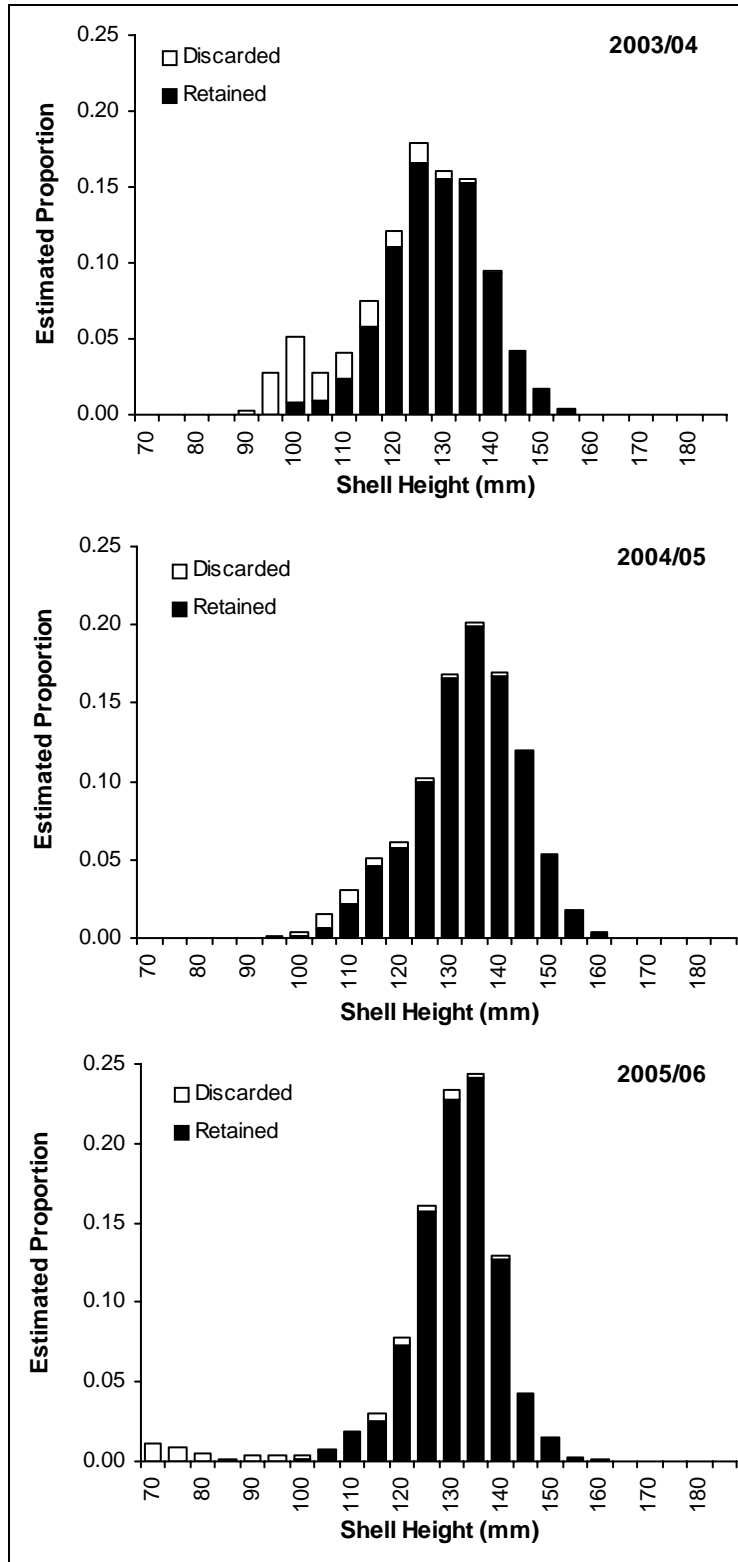 0.25
2003/04
Discarded
Retained
0.20
0.15
0.10
0.05
0.00
Estimated Proportion
70 80 90 100 110 120 130 140 150 160 170 180
Shell Height (mm)
0.25
2004/05
Discarded
Retained
0.20
0.15
0.10
0.05
0.00
Estimated Proportion
70 80 90 100 110 120 130 140 150 160 170 180
Shell Height (mm)
0.25
2005/06
Discarded
Retained
0.20
0.15
0.10
0.05
0.00
Estimated Proportion
70 80 90 100 110 120 130 140 150 160 170 180
Shell Height (mm)